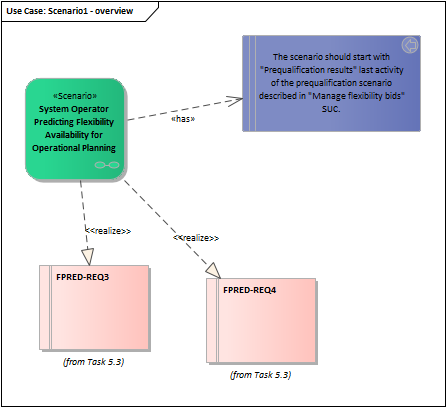 Use Case: Scenario1 - overview
The scenario should start with
"Prequalification results" last activity
of the prequalification scenario
described in "Manage flexibility bids"
SUC.
«Scenario»
System Operator
Predicting Flexibility
Availability for
Operational Planning
«has»
<<realize>>
<<realize>>
FPRED-REQ3
FPRED-REQ4
(from Task 5.3)
(from Task 5.3)